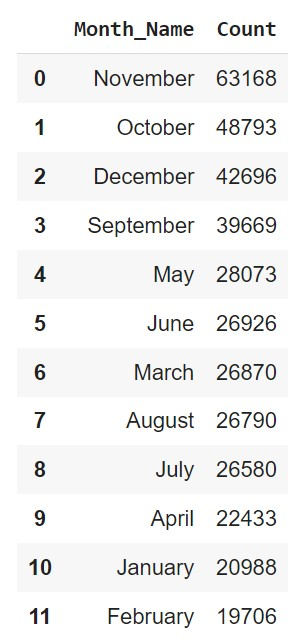 Month_Name Count
0 November 63168
1 October 48793
2 December 42696
3 September 39669
4 May 28073
5 June 26926
6 March 26870
7 August 26790
8 July 26580
9 April 22433
10 January 20988
11 February 19706